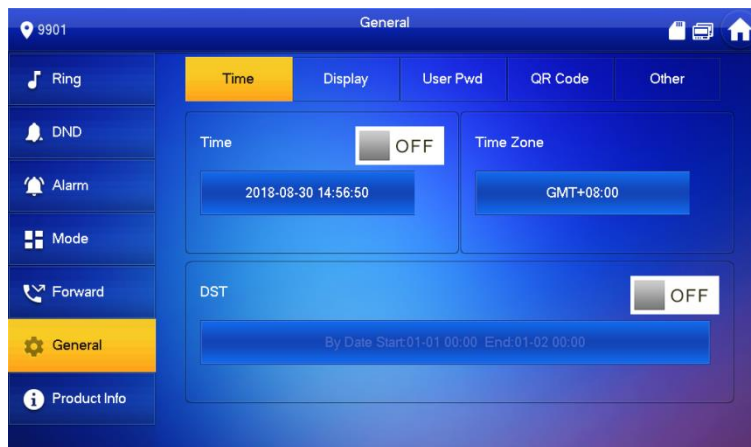 9901
General
Ring
DND
Alarm
Mode
Forward
General
Product Info
Time
Display
User Pwd
QR Code
Other
Time
OFF
2018-08-30 14:56:50
Time Zone
GMT+08:00
DST
OFF
By Date Start:01-01 00:00 End:01-02 00:00